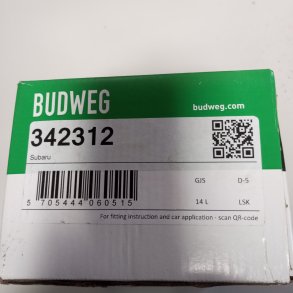 BUDWEG
budweg.com
342312
Subaru
GJS D-5
5 705444 060515
14 L LSK
For fitting instruction and car application - scan QR-code